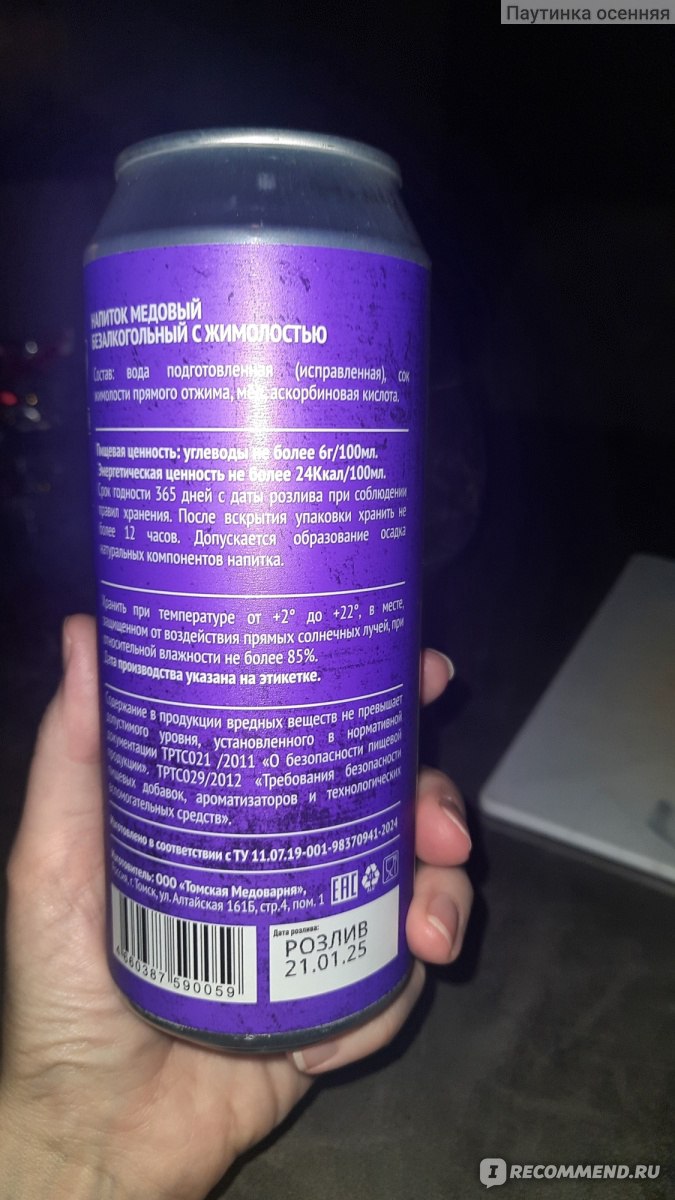 Паутинка осенняя
НАПИТОК МЕДОВЫЙ
БЕЗАЛКОГОЛЬНЫЙ С ЖИМОЛОСТЬЮ
Состав: вода подготовленная (исправленная), сок
жимолости прямого отжима, мёд, аскорбиновая кислота.
Пищевая ценность: углеводы не более 6г/100мл.
Энергетическая ценность не более 24Ккал/100мл.
Срок годности 365 дней с даты розлива при соблюдении
правил хранения. После вскрытия упаковки хранить не
более 12 часов. Допускается образование осадка
натуральных компонентов напитка.
Хранить при температуре от +2° до +22°, в месте,
защищенном от воздействия прямых солнечных лучей, при
относительной влажности не более 85%.
Дата производства указана на этикетке.
Содержание в продукции вредных веществ не превышает
допустимого уровня, установленного в нормативной
документации ТРТС021 /2011 «О безопасности пищевой
продукции». ТРТС029/2012 «Требования безопасности
пищевых добавок, ароматизаторов и технологических
вспомогательных средств».
Изготовлено в соответствии с ТУ 11.07.19-001-98370941-2024
Изготовитель: ООО «Томская Медоварня»,
Россия, г. Томск, ул. Алтайская 161Б, стр.4, пом. 1
EAC
Дата розлива:
РОЗЛИВ
21.01.25
4 660387 590059
IRECOMMEND.RU